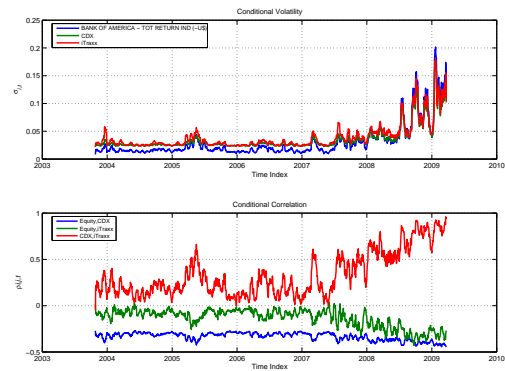 Conditional Volatility
0.25
0.2
0.15
0.1
0.05
0
σi,t
BANK OF AMERICA − TOT RETURN IND (~U$)
CDX
iTraxx
2003 2004 2005 2006 2007 2008 2009 2010
Time Index
Conditional Correlation
1
0.5
0
−0.5
ρi,j,t
Equity,CDX
Equity,iTraxx
CDX,iTraxx
2003 2004 2005 2006 2007 2008 2009 2010
Time Index